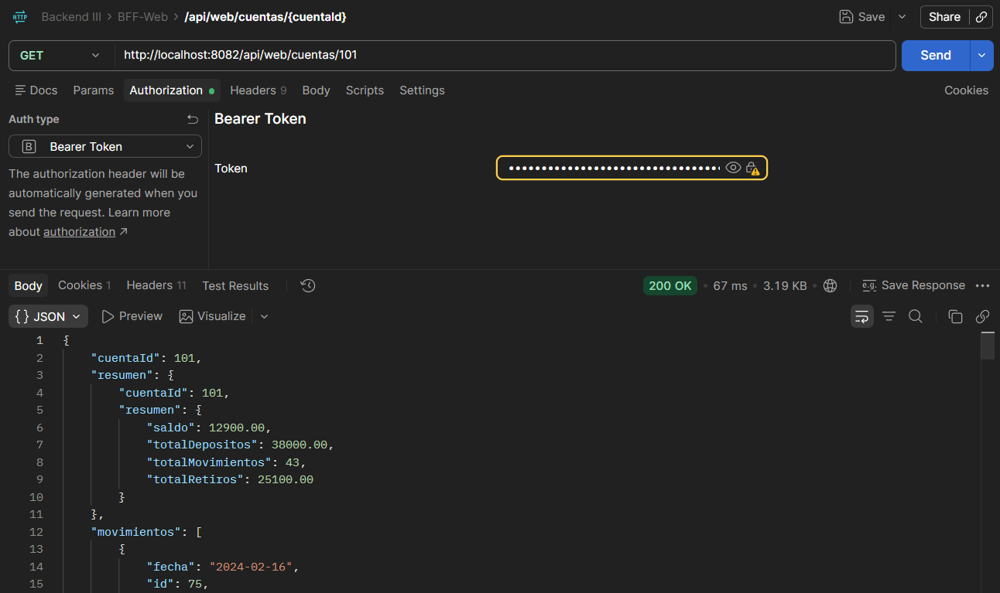 HTTP Backend III > BFF-Web > /api/web/cuentas/{cuentaId} Save Share
GET http://localhost:8082/api/web/cuentas/101 Send
Docs Params Authorization Headers 9 Body Scripts Settings Cookies
Auth type
B Bearer Token
The authorization header will be
automatically generated when you
send the request. Learn more
about authorization ↗
Bearer Token
Token ••••••••••••••••••••••••••••••••
Body Cookies 1 Headers 11 Test Results 200 OK • 67 ms • 3.19 KB • e.g. Save Response •••
{} JSON Preview Visualize
1 {
2 "cuentaId": 101,
3 "resumen": {
4 "cuentaId": 101,
5 "resumen": {
6 "saldo": 12900.00,
7 "totalDepositos": 38000.00,
8 "totalMovimientos": 43,
9 "totalRetiros": 25100.00
10 }
11 },
12 "movimientos": [
13 {
14 "fecha": "2024-02-16",
15 "id": 75,